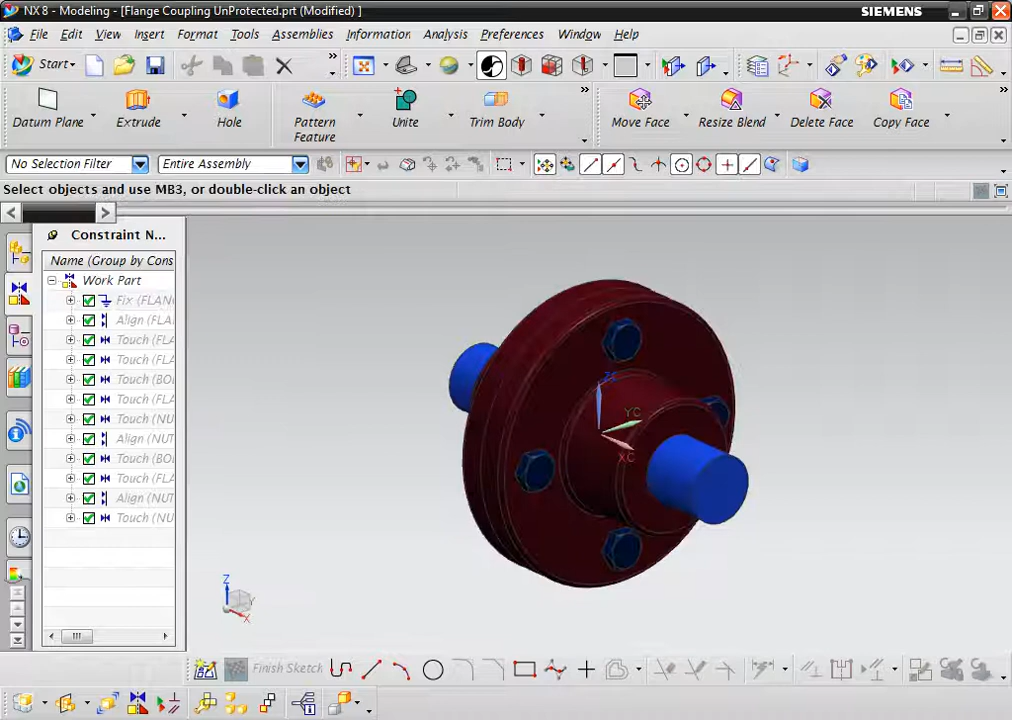 NX 8 - Modeling - [Flange Coupling UnProtected.prt (Modified) ]
SIEMENS
File Edit View Insert Format Tools Assemblies Information Analysis Preferences Window Help
Start
Datum Plane Extrude Hole Pattern Feature Unite Trim Body Move Face Resize Blend Delete Face Copy Face
No Selection Filter Entire Assembly
Select objects and use MB3, or double-click an object
Constraint N...
Name (Group by Cons
Work Part
Fix (FLAN
Align (FLA
Touch (FLA
Touch (FLA
Touch (BOI
Touch (FLA
Touch (NU
Align (NUT
Touch (BOI
Touch (FLA
Align (NUT
Touch (NU
ZC
YC
XC
Z
Y
X
Finish Sketch